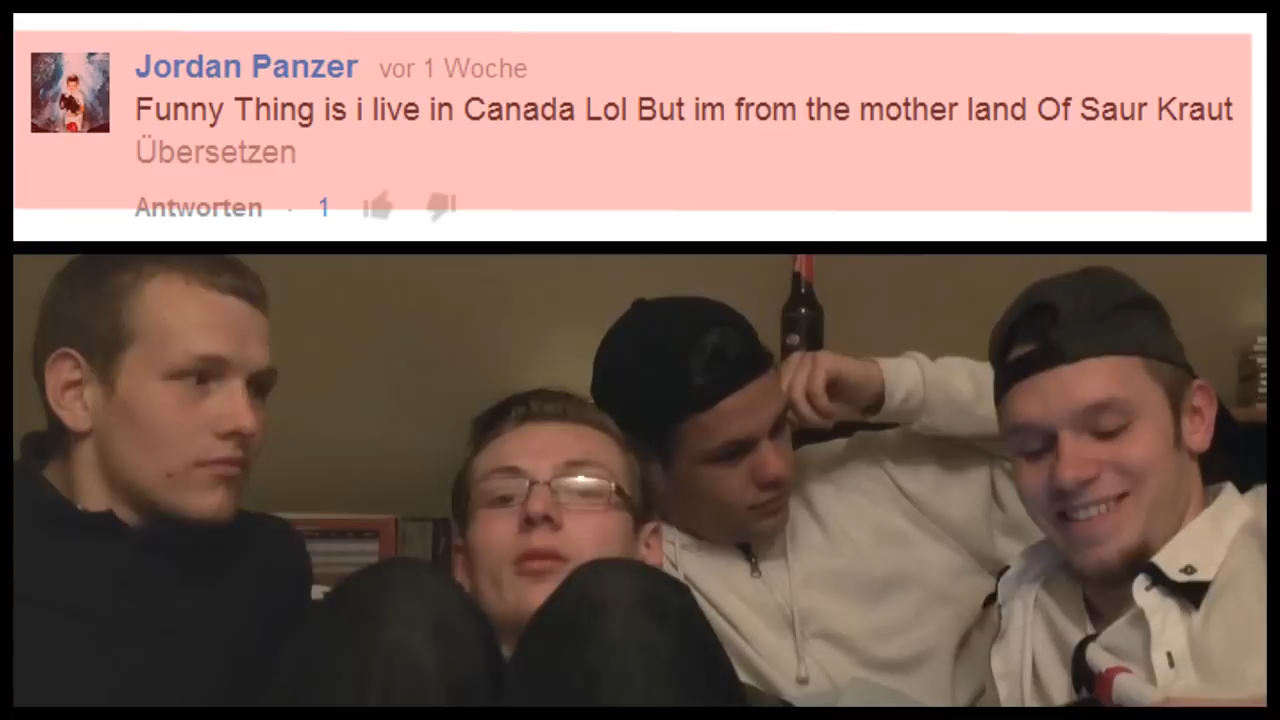 Jordan Panzer vor 1 Woche
Funny Thing is i live in Canada Lol But im from the mother land Of Saur Kraut
Übersetzen
Antworten · 1